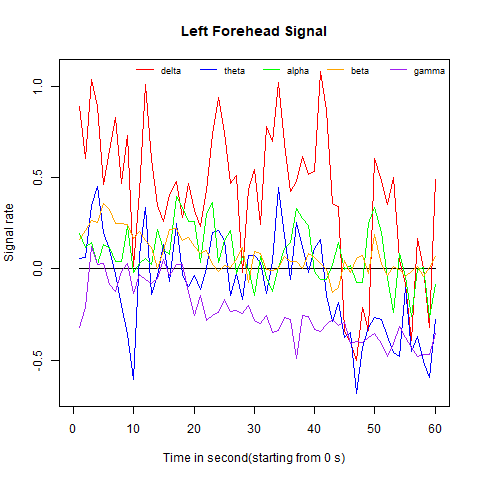 Left Forehead Signal
delta theta alpha beta gamma
1.0
0.5
0.0
-0.5
Signal rate
0 10 20 30 40 50 60
Time in second(starting from 0 s)